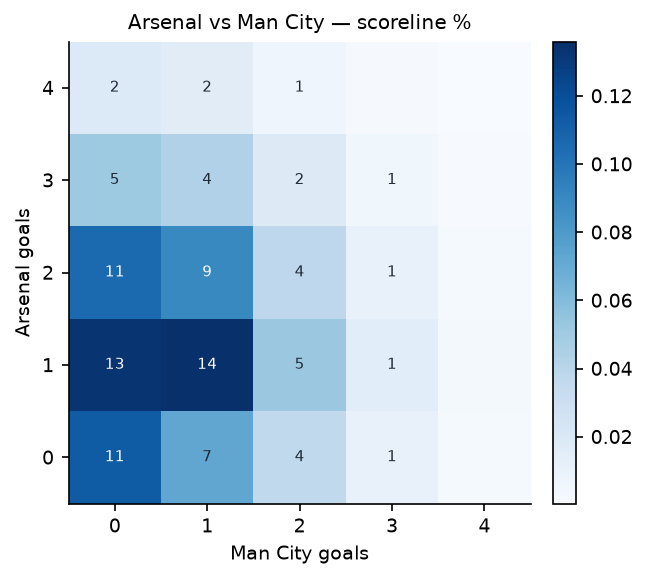 Arsenal vs Man City — scoreline %
4 2 2 1
3 5 4 2 1
2 11 9 4 1
1 13 14 5 1
0 11 7 4 1
0 1 2 3 4
Man City goals
Arsenal goals
0.12
0.10
0.08
0.06
0.04
0.02